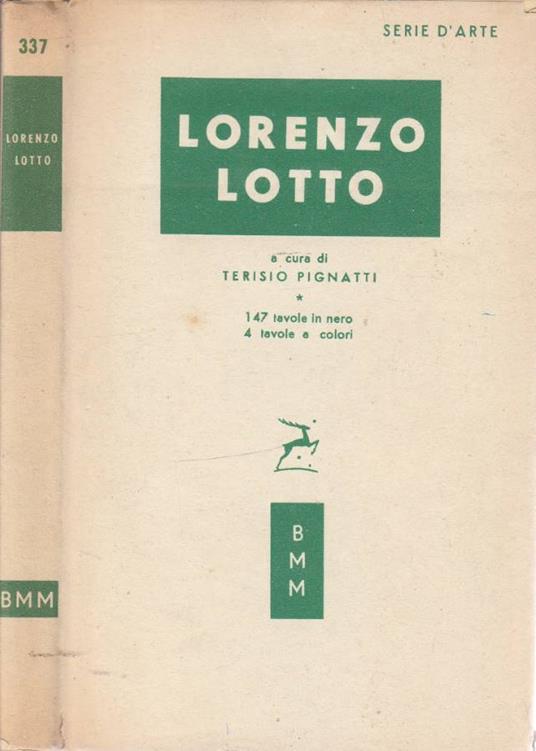 337
LORENZO
LOTTO
BMM
SERIE D'ARTE
LORENZO
LOTTO
a cura di
TERISIO PIGNATTI
*
147 tavole in nero
4 tavole a colori
B
M
M